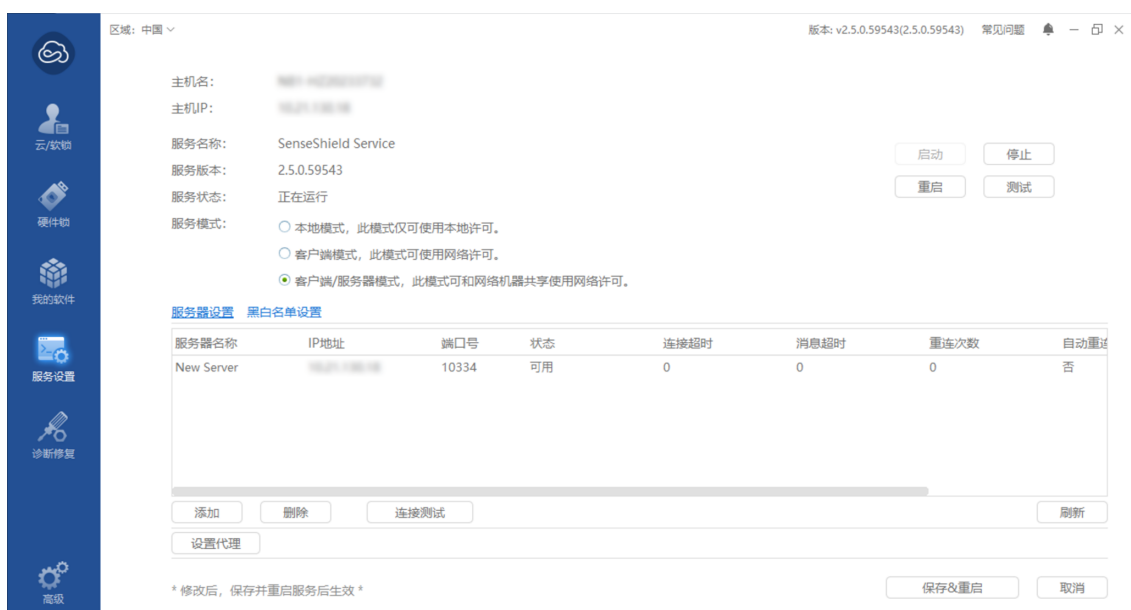 区域: 中国
版本: v2.5.0.59543(2.5.0.59543) 常见问题
主机名:
主机IP:
服务名称: SenseShield Service
服务版本: 2.5.0.59543
服务状态: 正在运行
服务模式:
本地模式，此模式仅可使用本地许可。
客户端模式，此模式可使用网络许可。
客户端/服务器模式，此模式可和网络机器共享使用网络许可。
启动 停止
重启 测试
云/软锁
硬件锁
我的软件
服务设置
诊断修复
高级
服务器设置 黑白名单设置
服务器名称 IP地址 端口号 状态 连接超时 消息超时 重连次数 自动重连
New Server 10334 可用 0 0 0 否
添加 删除 连接测试 刷新
设置代理
* 修改后，保存并重启服务后生效 *
保存&重启 取消